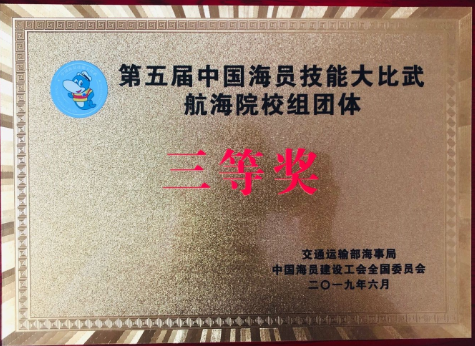 第五届中国海员技能大比武
航海院校组团体
三等奖
交通运输部海事局
中国海员建设工会全国委员会
二〇一九年六月